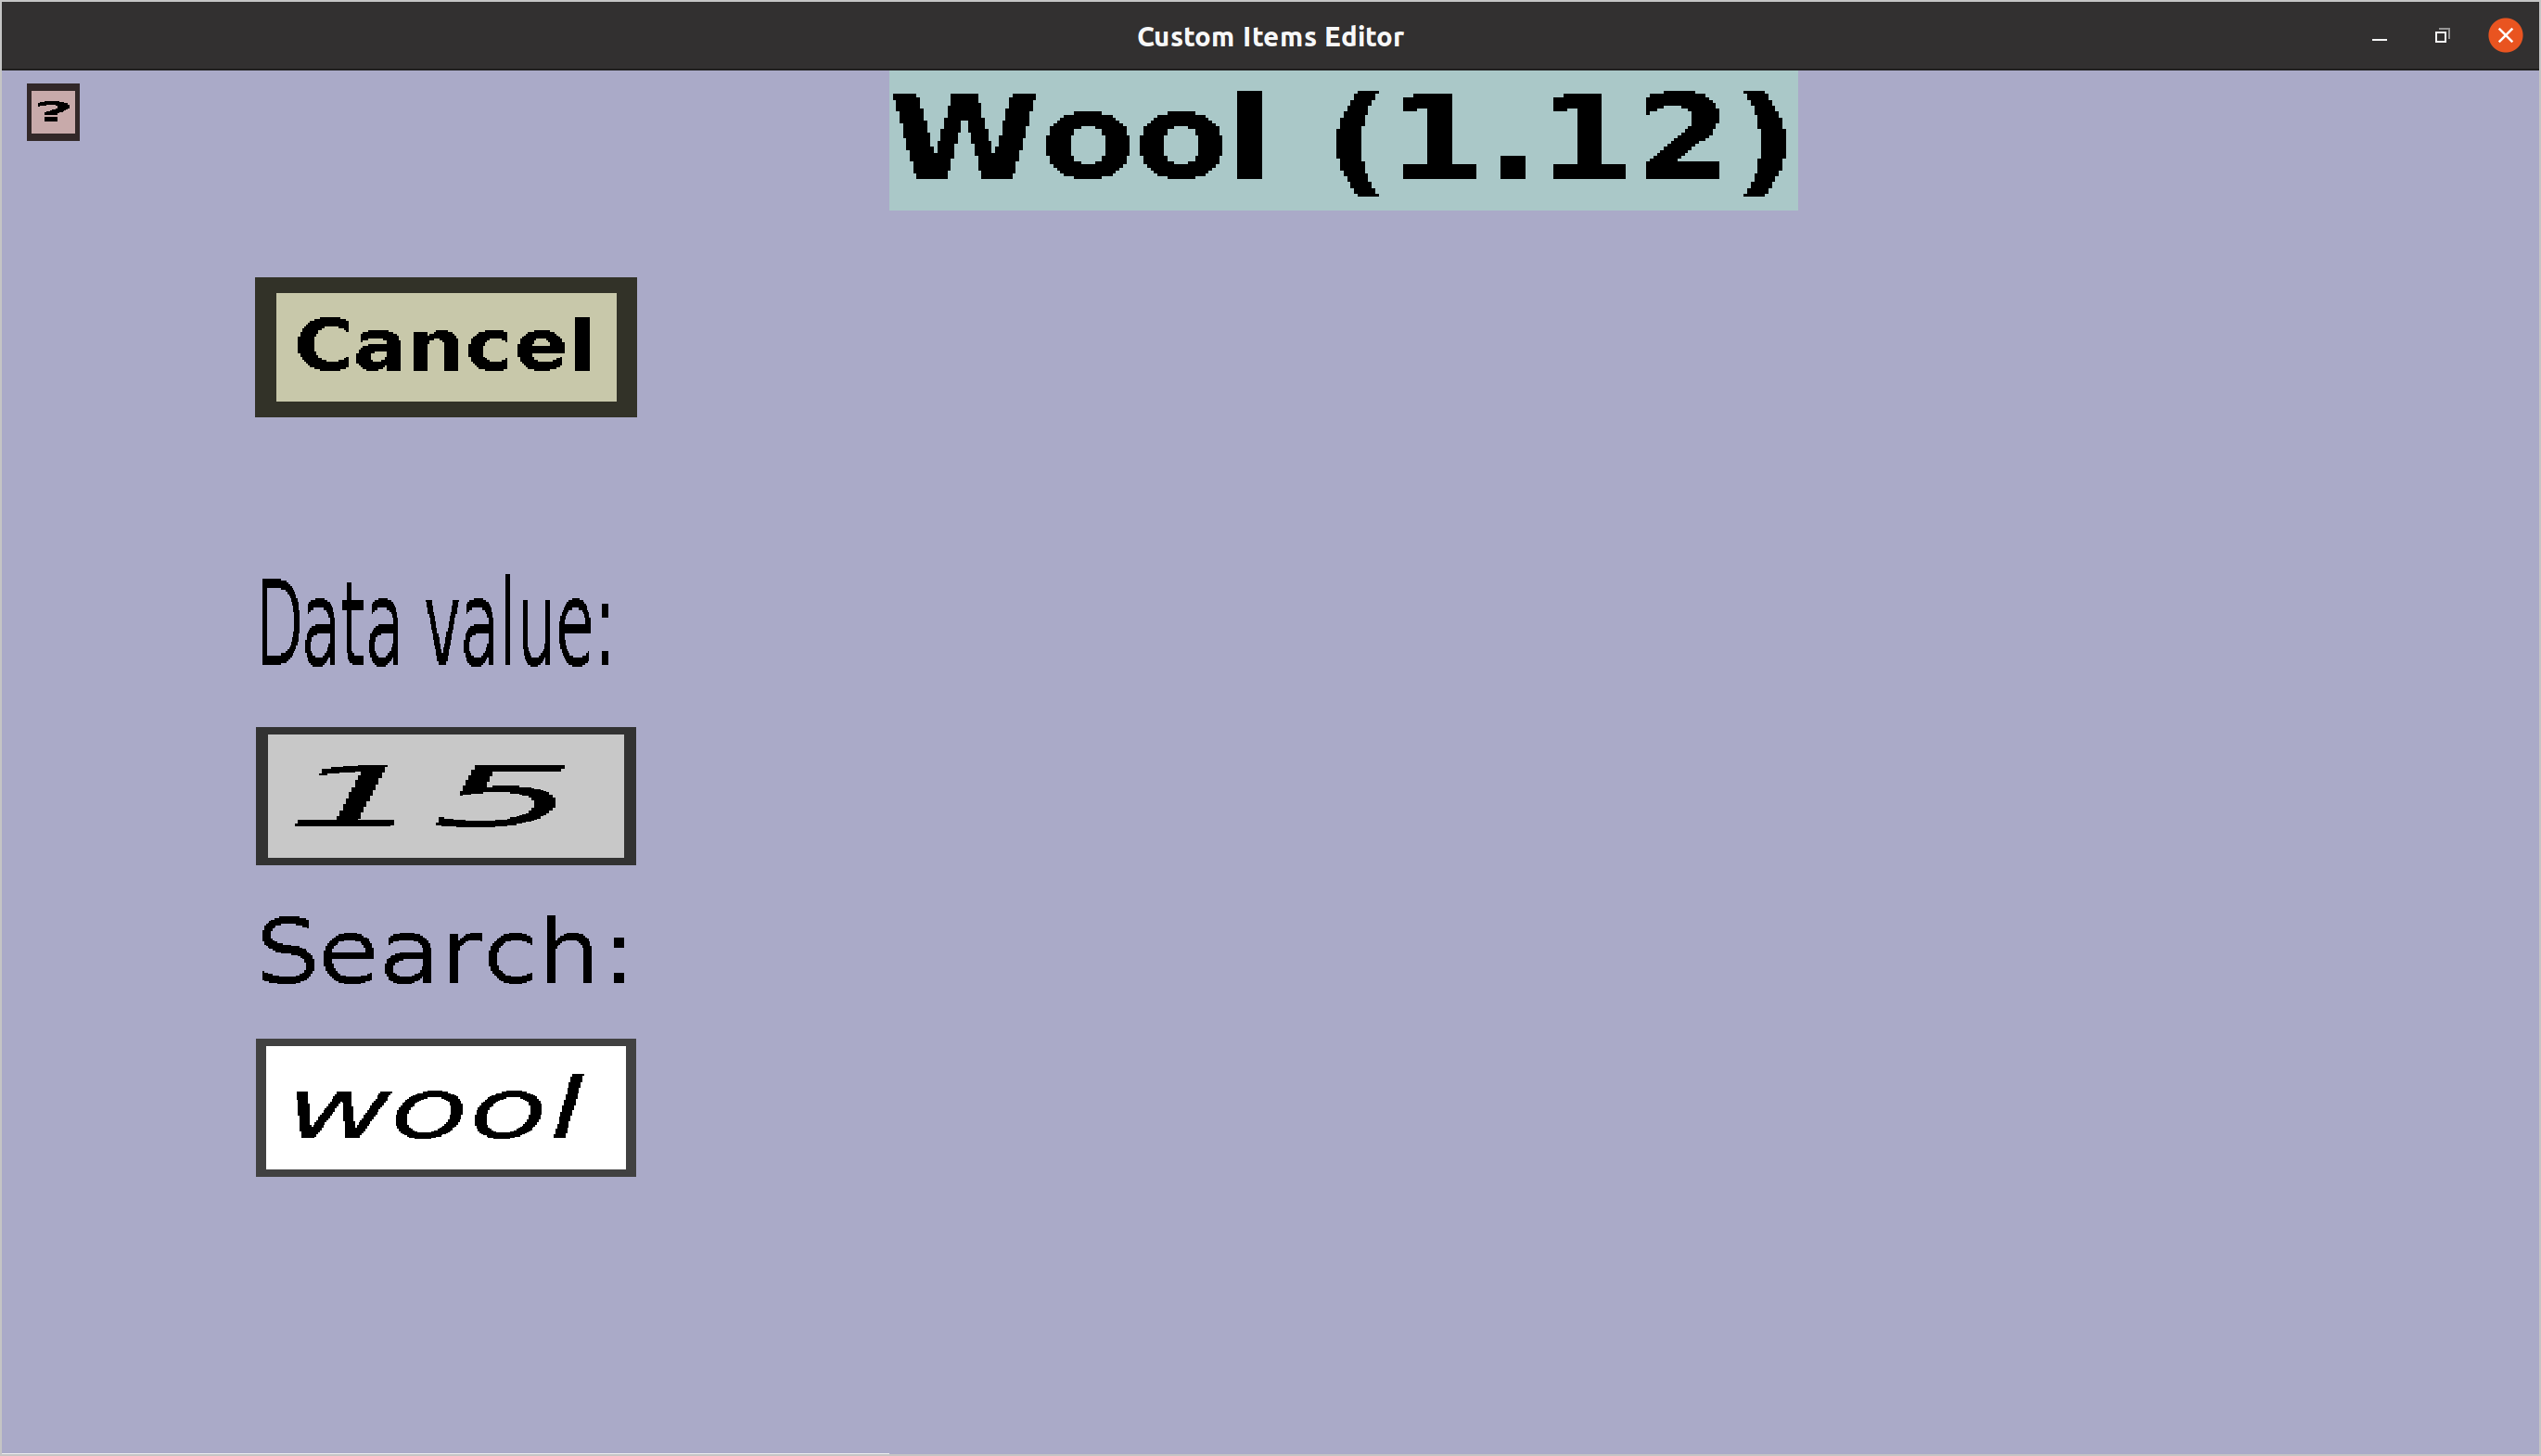 Custom Items Editor
?
Wool (1.12)
Cancel
Data value:
15
Search:
wool